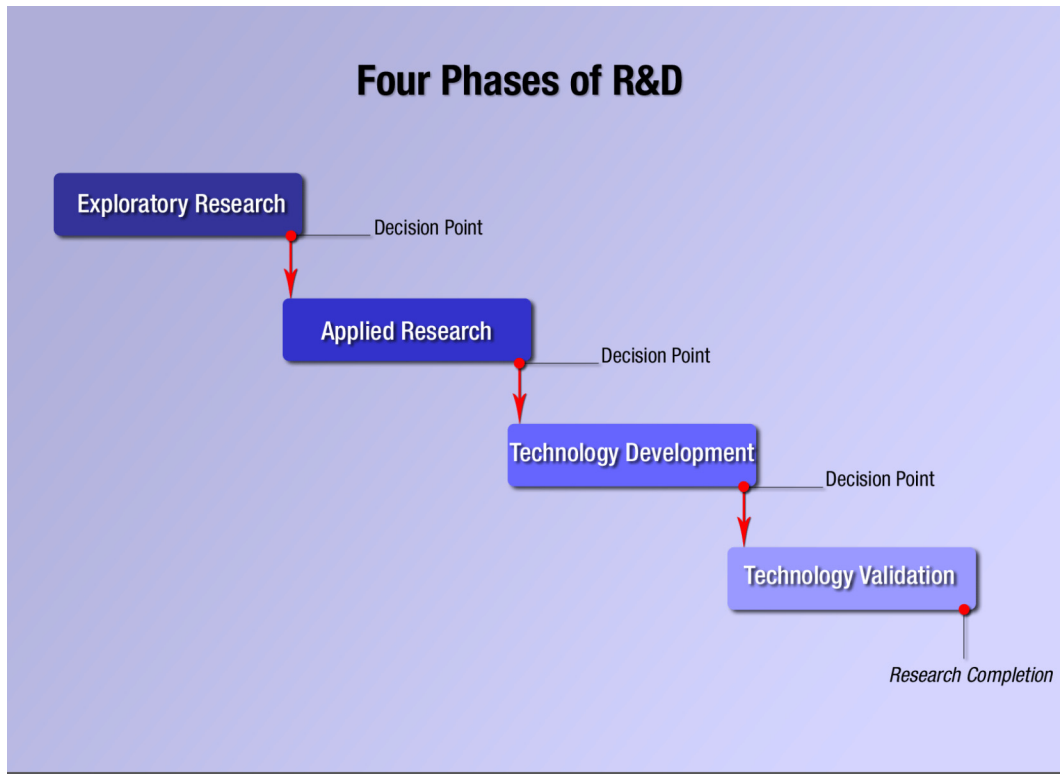 Four Phases of R&D
Exploratory Research
Decision Point
Applied Research
Decision Point
Technology Development
Decision Point
Technology Validation
Research Completion